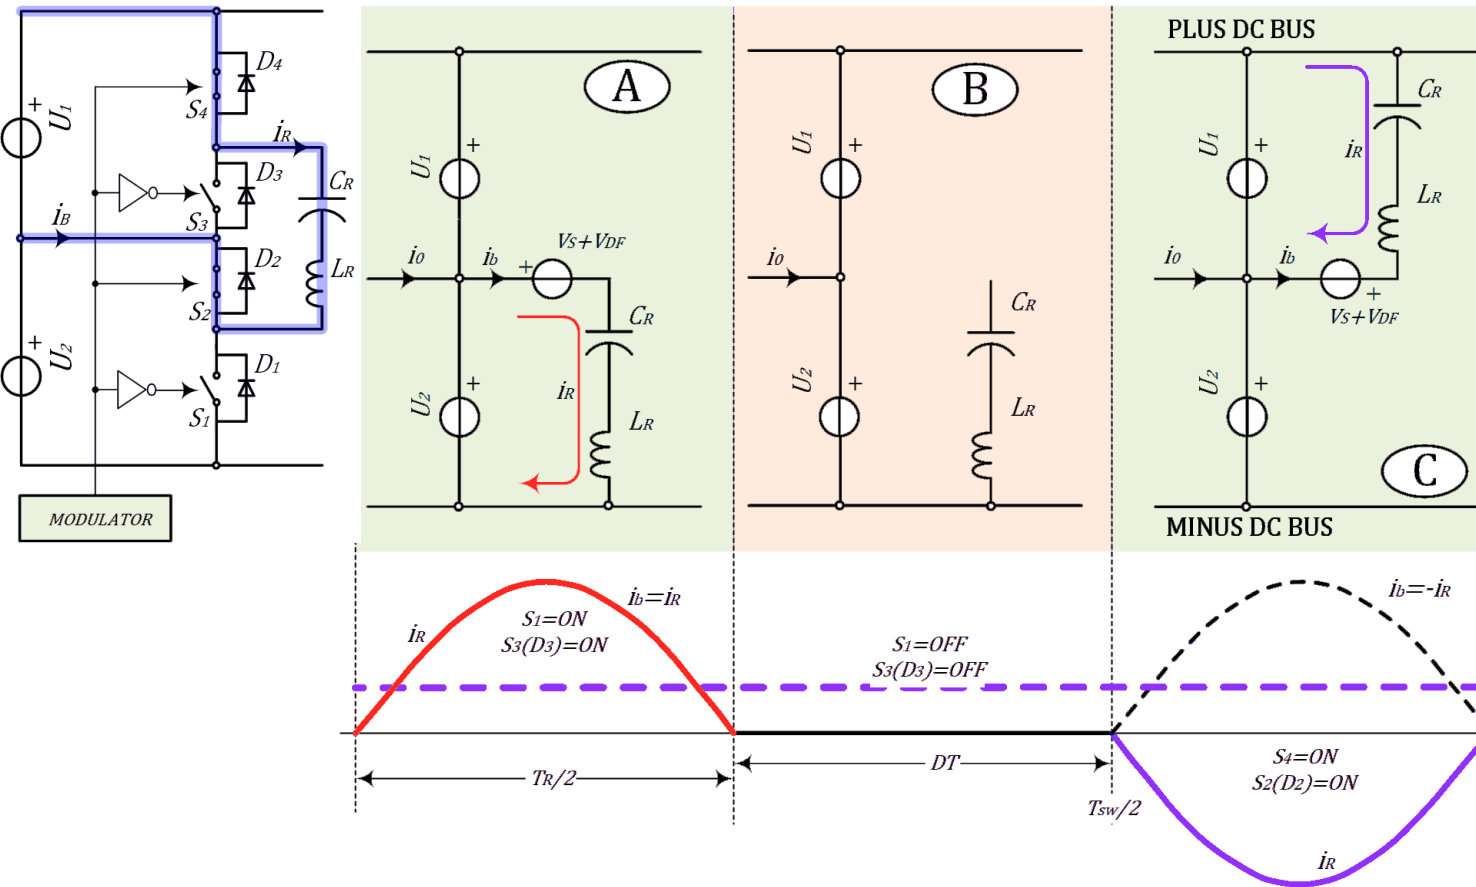 U1
+
D4
S4
iR
D3
CR
S3
iB
D2
LR
S2
U2
+
D1
S1
MODULATOR
A
U1
+
VS+VDF
i0
ib
+
CR
iR
U2
+
LR
B
U1
+
i0
CR
U2
+
LR
PLUS DC BUS
CR
U1
+
iR
LR
i0
ib
+
VS+VDF
U2
+
C
MINUS DC BUS
iR
ib=iR
S1=ON
S3(D3)=ON
S1=OFF
S3(D3)=OFF
ib=-iR
S4=ON
S2(D2)=ON
TR/2
DT
TSW/2
iR